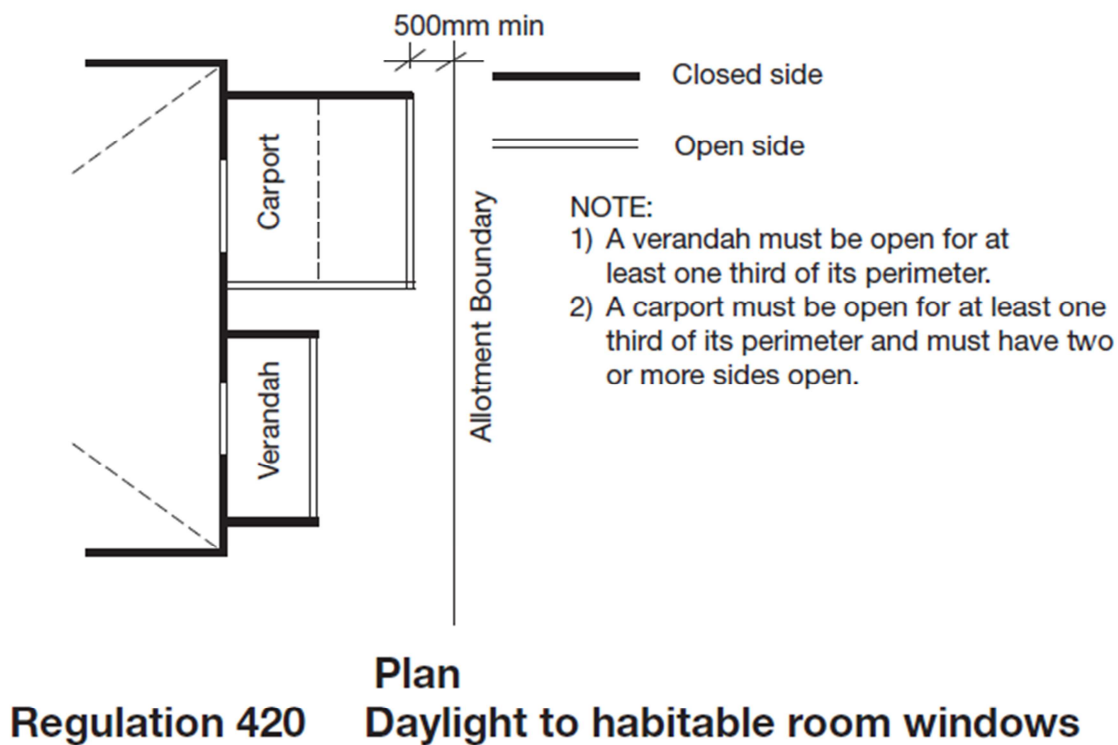 500mm min
Closed side
Open side
Carport
Verandah
Allotment Boundary
NOTE:
1) A verandah must be open for at
least one third of its perimeter.
2) A carport must be open for at least one
third of its perimeter and must have two
or more sides open.
Plan
Regulation 420 Daylight to habitable room windows